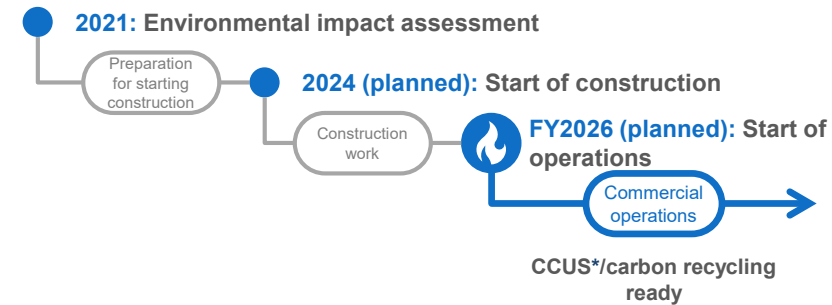 2021: Environmental impact assessment
Preparation
for starting
construction
2024 (planned): Start of construction
Construction
work
FY2026 (planned): Start of
operations
Commercial
operations
CCUS*/carbon recycling
ready